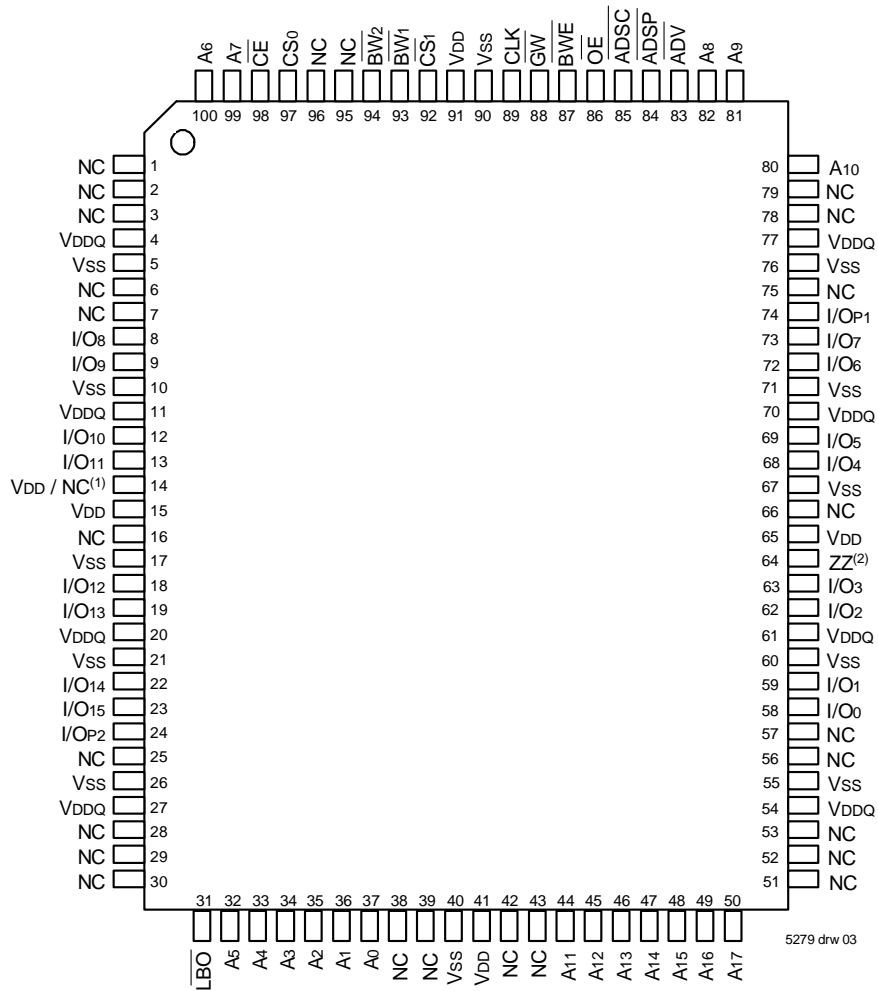 A6 A7 CE CS0 NC NC BW2 BW1 CS1 VDD VSS CLK GW BWE OE ADSC ADSP ADV A8 A9
100 99 98 97 96 95 94 93 92 91 90 89 88 87 86 85 84 83 82 81
NC 1 80 A10
NC 2 79 NC
NC 3 78 NC
VDDQ 4 77 VDDQ
VSS 5 76 VSS
NC 6 75 NC
NC 7 74 I/OP1
I/O8 8 73 I/O7
I/O9 9 72 I/O6
VSS 10 71 VSS
VDDQ 11 70 VDDQ
I/O10 12 69 I/O5
I/O11 13 68 I/O4
VDD / NC(1) 14 67 VSS
VDD 15 66 NC
NC 16 65 VDD
VSS 17 64 ZZ(2)
I/O12 18 63 I/O3
I/O13 19 62 I/O2
VDDQ 20 61 VDDQ
VSS 21 60 VSS
I/O14 22 59 I/O1
I/O15 23 58 I/O0
I/OP2 24 57 NC
NC 25 56 NC
VSS 26 55 VSS
VDDQ 27 54 VDDQ
NC 28 53 NC
NC 29 52 NC
NC 30 51 NC
31 32 33 34 35 36 37 38 39 40 41 42 43 44 45 46 47 48 49 50
LBO A5 A4 A3 A2 A1 A0 NC NC VSS VDD NC NC A11 A12 A13 A14 A15 A16 A17
5279 drw 03